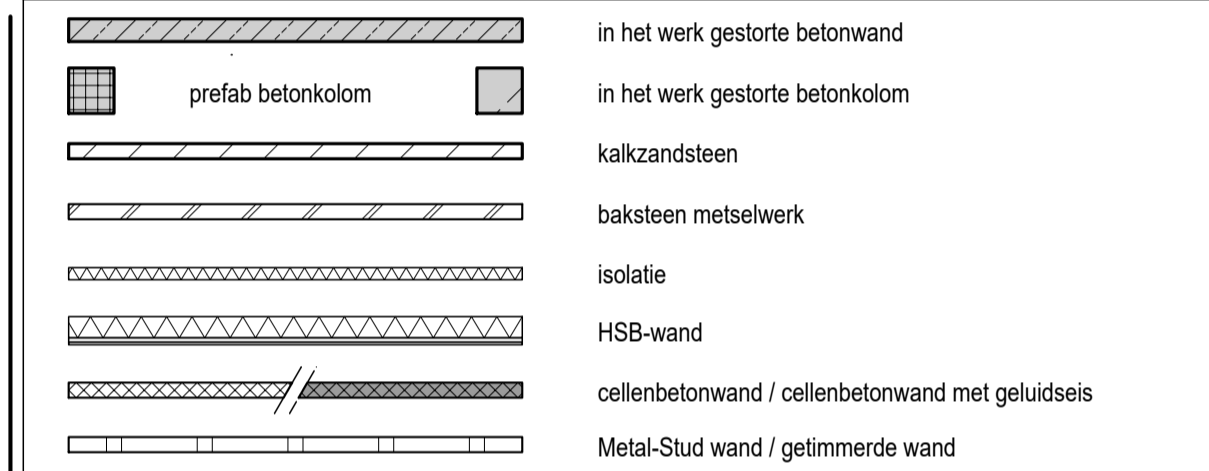 in het werk gestorte betonwand
prefab betonkolom
in het werk gestorte betonkolom
kalkzandsteen
baksteen metselwerk
isolatie
HSB-wand
cellenbetonwand / cellenbetonwand met geluidseis
Metal-Stud wand / getimmerde wand